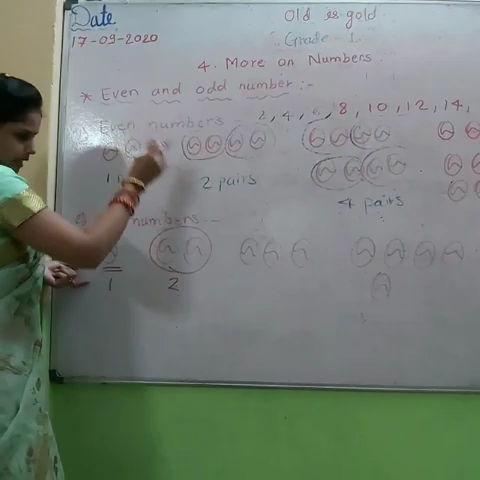 Date Old is gold
17-09-2020 Grade - 1
4. More on Numbers.
* Even and odd number :-
Even numbers - 2, 4, 6, 8, 10, 12, 14,
1 2 pairs
4 pairs
numbers -
1 2